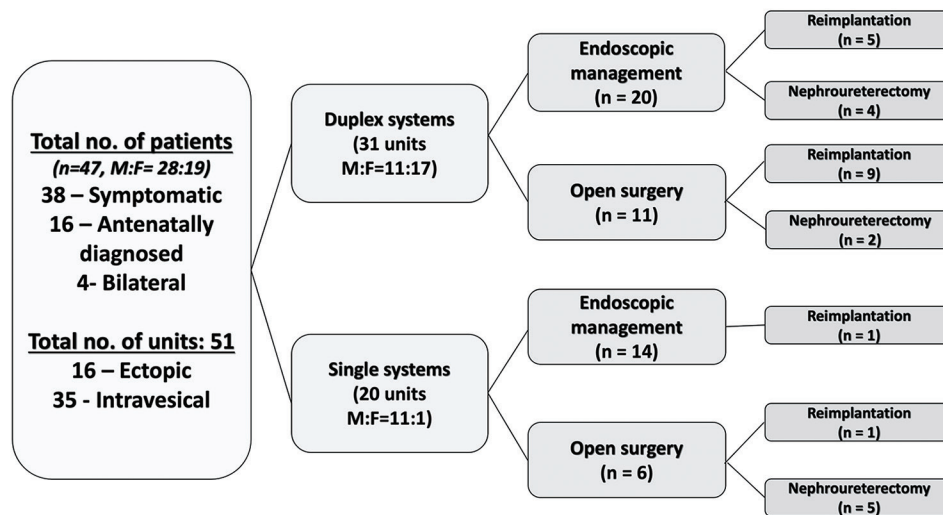 Total no. of patients
(n=47, M:F= 28:19)
38 – Symptomatic
16 – Antenatally
diagnosed
4- Bilateral
Total no. of units: 51
16 – Ectopic
35 - Intravesical
Duplex systems
(31 units
M:F=11:17)
Endoscopic
management
(n = 20)
Reimplantation
(n = 5)
Nephroureterectomy
(n = 4)
Open surgery
(n = 11)
Reimplantation
(n = 9)
Nephroureterectomy
(n = 2)
Single systems
(20 units
M:F=11:1)
Endoscopic
management
(n = 14)
Reimplantation
(n = 1)
Open surgery
(n = 6)
Reimplantation
(n = 1)
Nephroureterectomy
(n = 5)